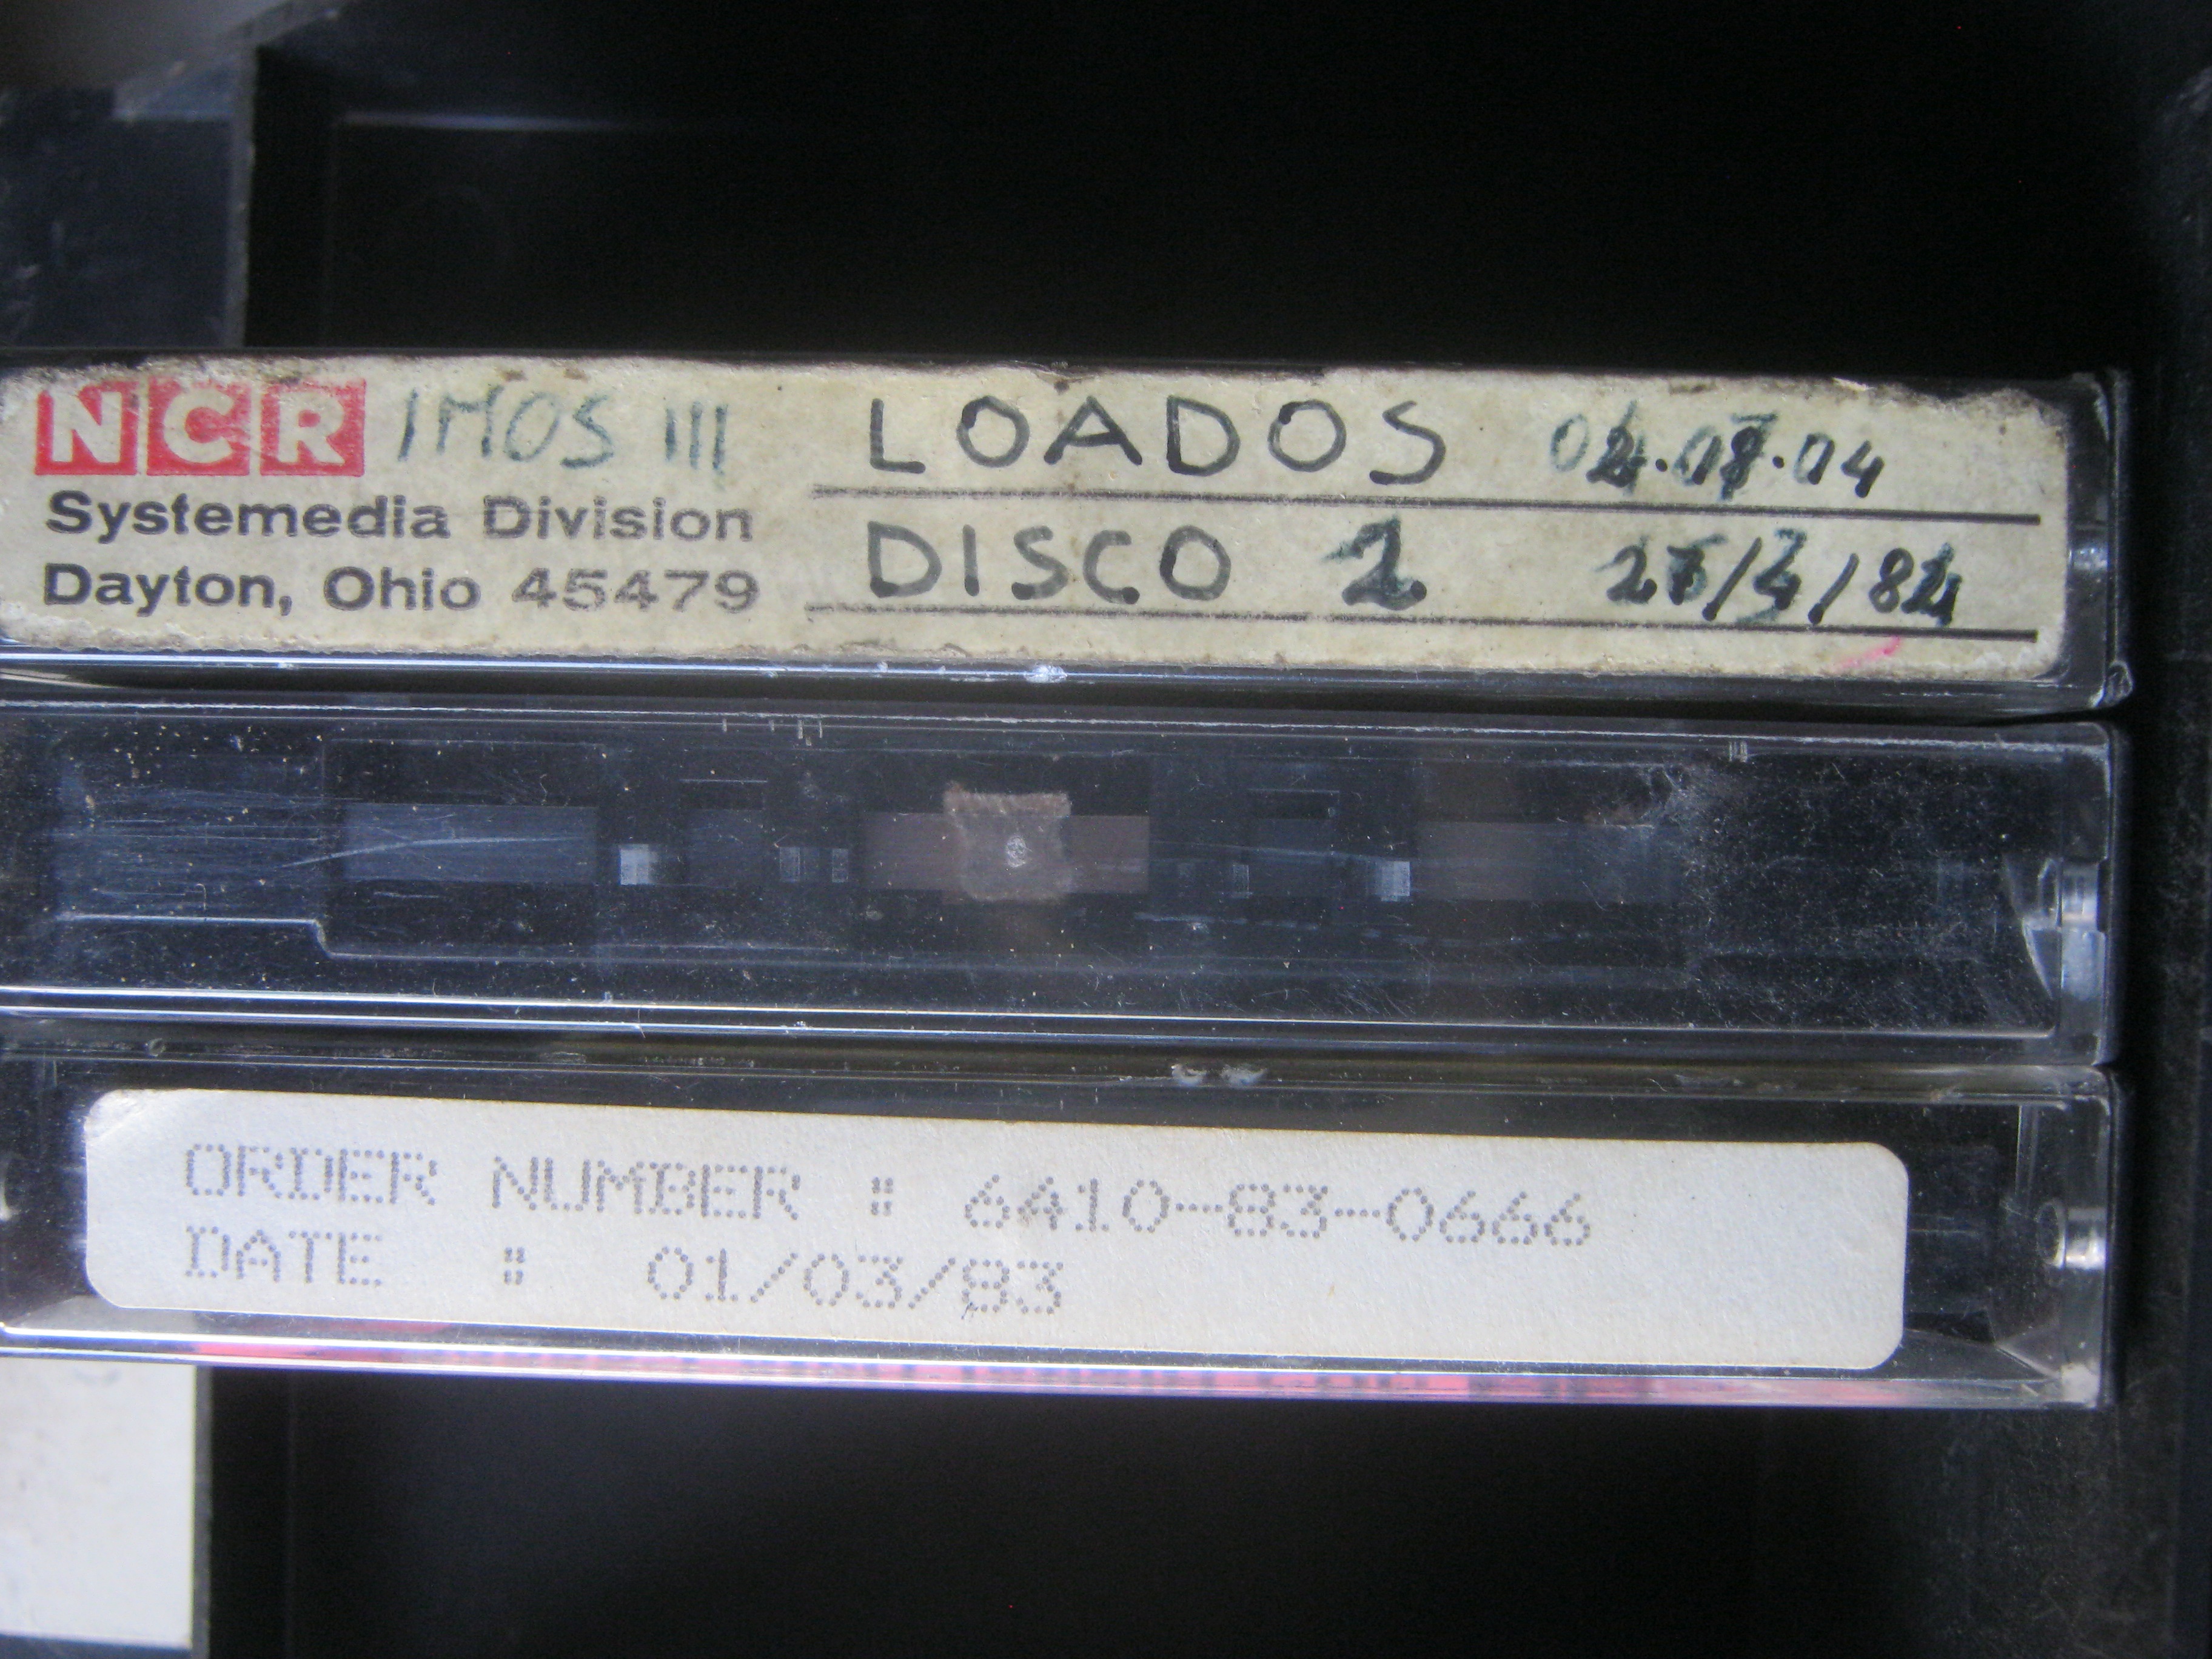 NCR IMOS III LOADOS
Systemedia Division
Dayton, Ohio 45479
DISCO
ORDER NUMBER : 6410-83-0666
DATE : 01/03/83